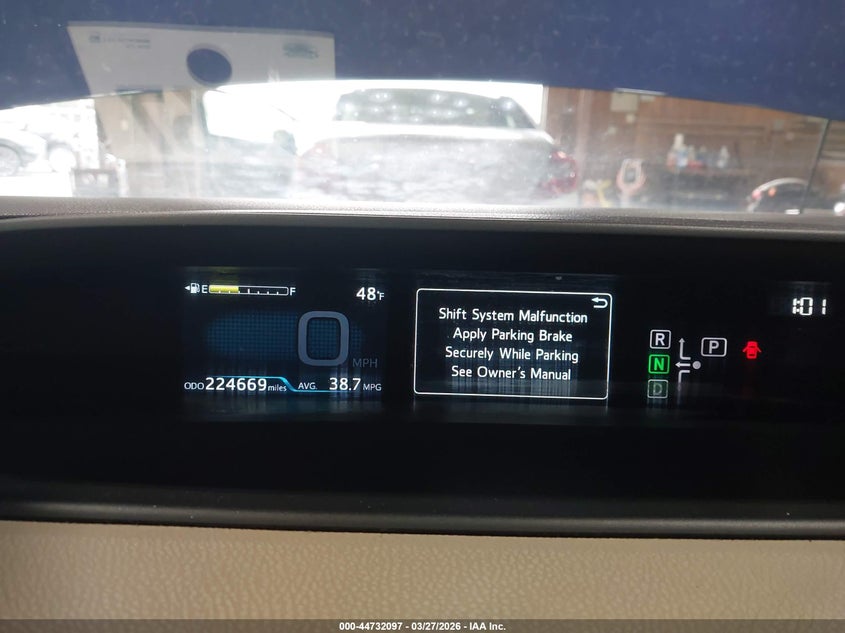 E F
48°F
0 MPH
ODO 224669 miles AVG. 38.7 MPG
Shift System Malfunction
Apply Parking Brake
Securely While Parking
See Owner's Manual
R
P
N
D
1:01
000-44732097 - 03/27/2026 - IAA Inc.